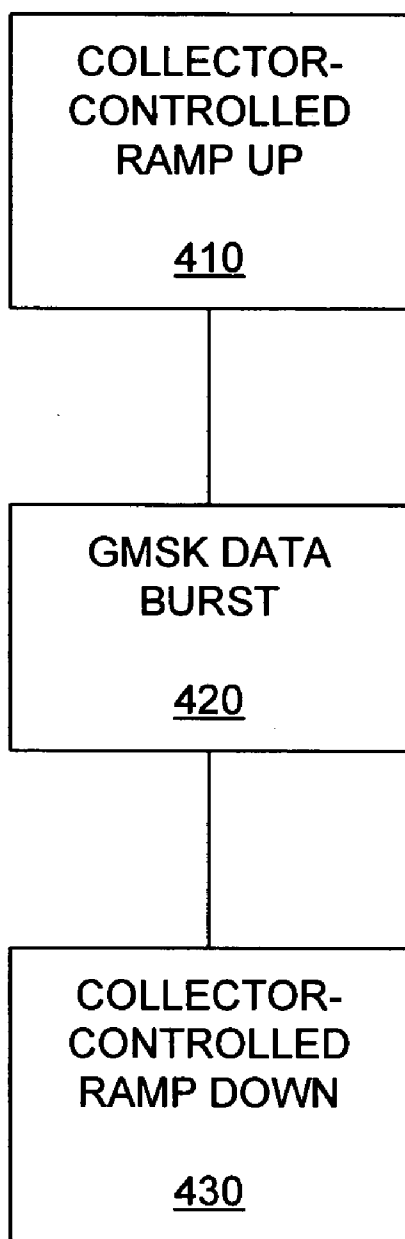 COLLECTOR-
CONTROLLED
RAMP UP
410
GMSK DATA
BURST
420
COLLECTOR-
CONTROLLED
RAMP DOWN
430